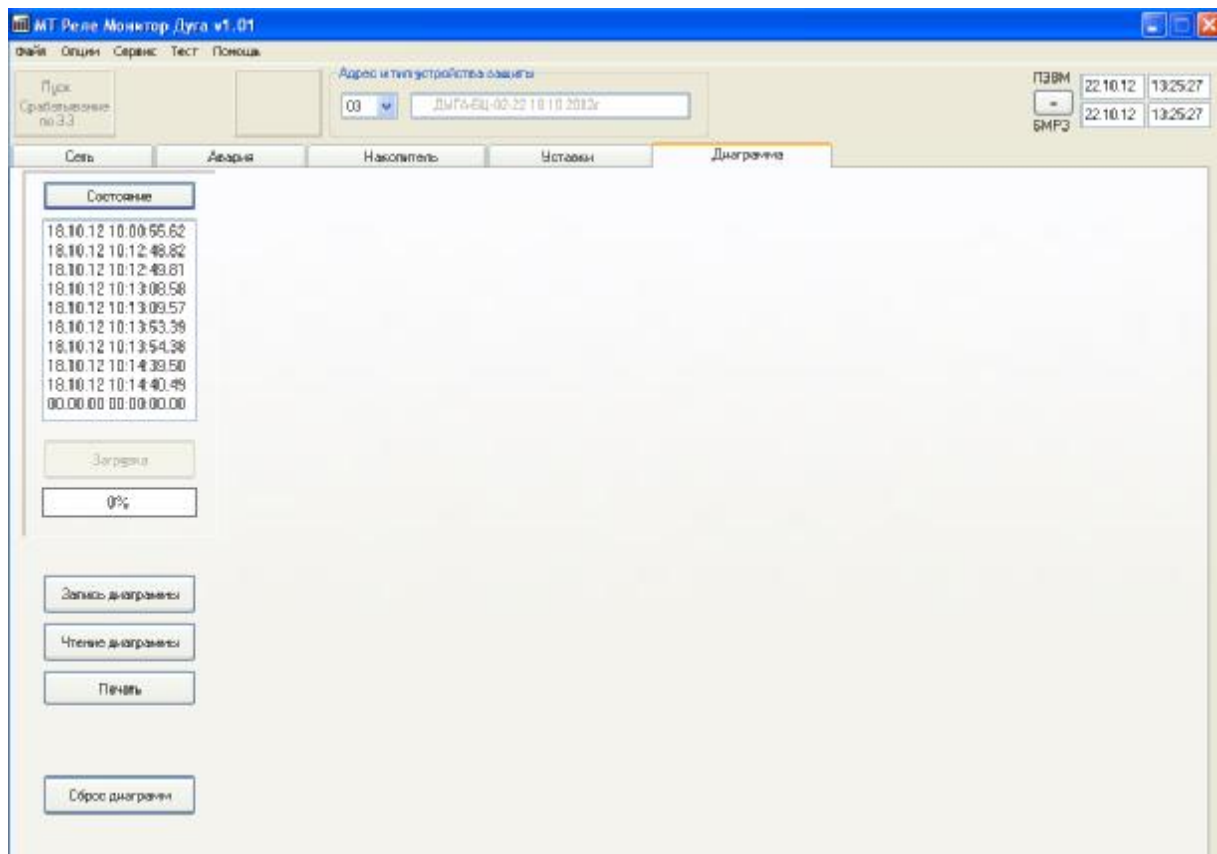 МТ Реле Монитор Дуга v1.01
Файл Опции Сервис Тест Помощь
Пуск
Срабатывание
по ЗЗ
Адрес и тип устройства защиты
03
ДУГА-БЦ-02-22 18.10.2012г
ПЭВМ
22.10.12 13:25:27
=
БМРЗ
22.10.12 13:25:27
Сеть Авария Накопитель Уставки Диаграмма
Состояние
18.10.12 10:00:55.62
18.10.12 10:12:48.82
18.10.12 10:12:49.81
18.10.12 10:13:08.58
18.10.12 10:13:09.57
18.10.12 10:13:53.39
18.10.12 10:13:54.38
18.10.12 10:14:39.50
18.10.12 10:14:40.49
00.00.00 00:00:00.00
Загрузка
0%
Запись диаграммы
Чтение диаграммы
Печать
Сброс диаграмм